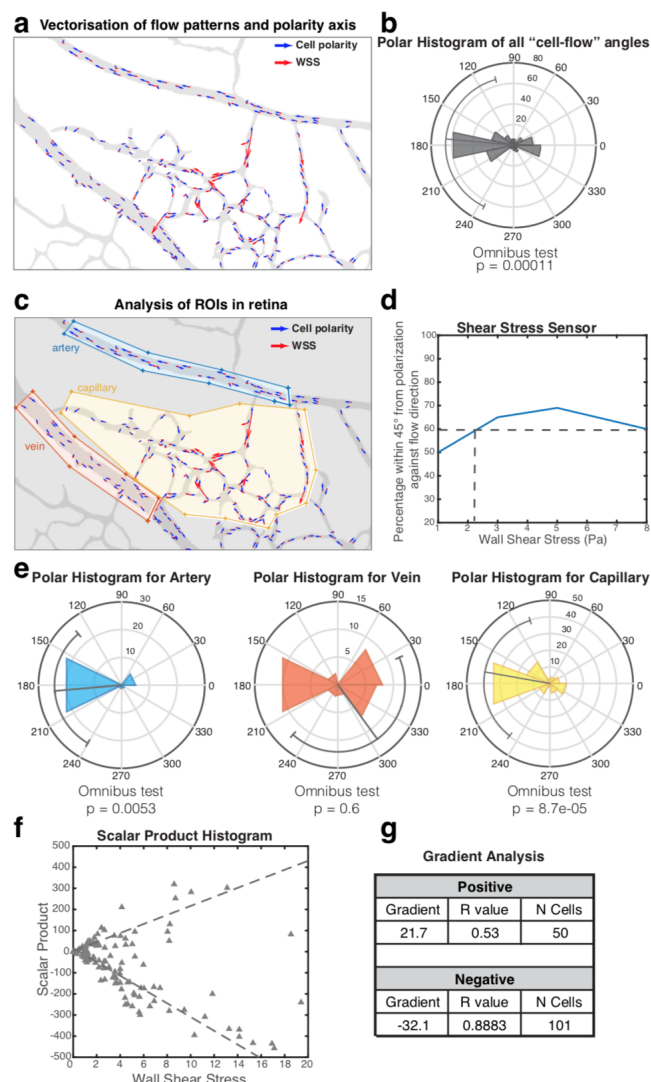 a Vectorisation of flow patterns and polarity axis
Cell polarity
WSS
b
Polar Histogram of all “cell-flow” angles
90 80
120 60 60
150 40 30
20
180 0
210 330
240 300
270
Omnibus test
p = 0.00011
c Analysis of ROIs in retina
Cell polarity
WSS
artery
capillary
vein
d
Shear Stress Sensor
Percentage within 45° from polarization
against flow direction
100
90
80
70
60
50
40
30
20
1 2 3 4 5 6 7 8
Wall Shear Stress (Pa)
e
Polar Histogram for Artery
90 30
120 60
20
150 30
10
180 0
210 330
240 300
270
Omnibus test
p = 0.0053
Polar Histogram for Vein
90 15
120 60
10
150 30
5
180 0
210 330
240 300
270
Omnibus test
p = 0.6
Polar Histogram for Capillary
90 50
120 40 60
30
150 20 30
10
180 0
210 330
240 300
270
Omnibus test
p = 8.7e-05
f
Scalar Product Histogram
Scalar Product
500
400
300
200
100
0
-100
-200
-300
-400
-500
0 2 4 6 8 10 12 14 16 18 20
Wall Shear Stress
g
Gradient Analysis
Positive
Gradient R value N Cells
21.7 0.53 50
Negative
Gradient R value N Cells
-32.1 0.8883 101